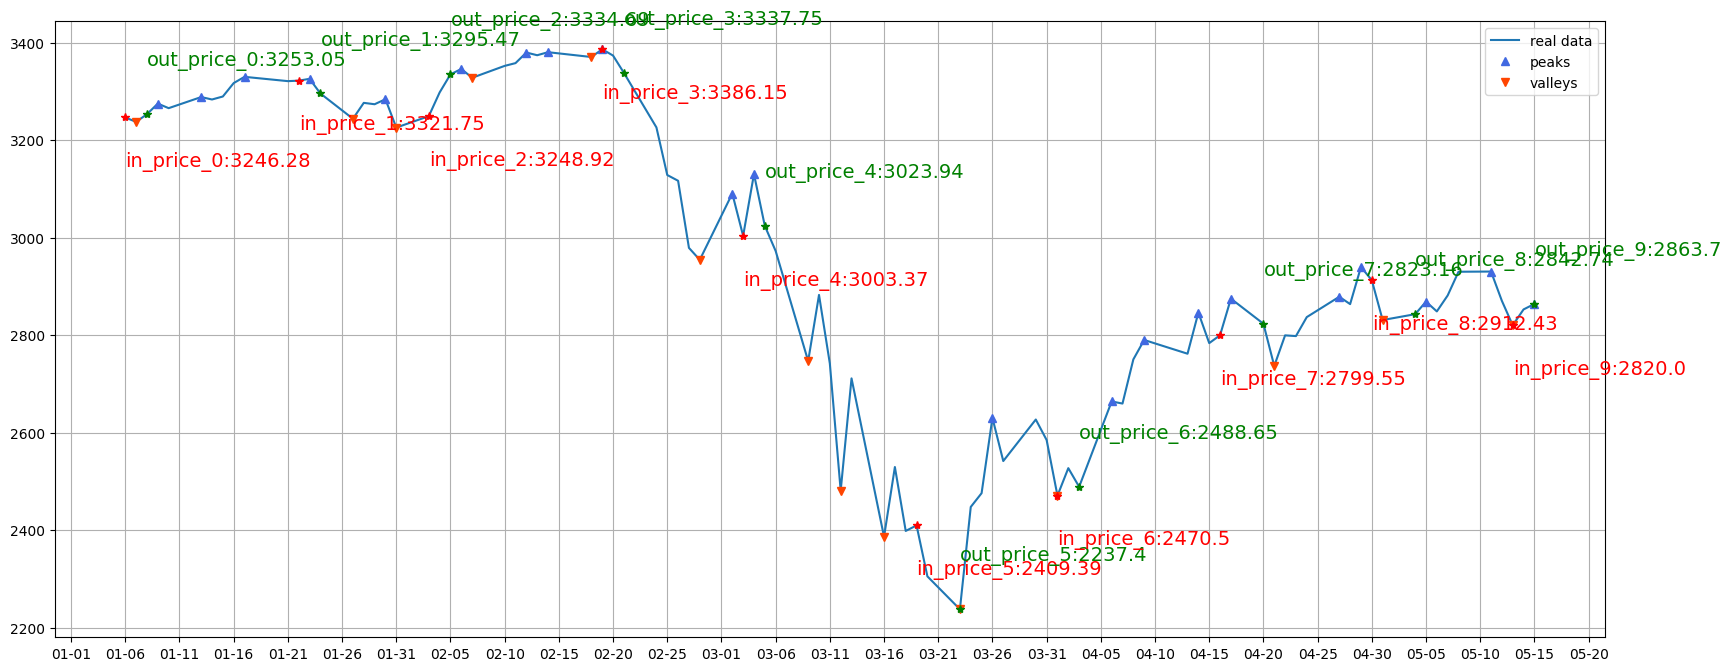 out_price_2:3334.69
out_price_3:3337.75
out_price_1:3295.47
out_price_0:3253.05
real data
peaks
valleys
in_price_3:3386.15
in_price_1:3321.75
in_price_0:3246.28
in_price_2:3248.92
out_price_4:3023.94
in_price_4:3003.37
out_price_9:2863.7
out_price_8:2842.74
out_price_7:2823.16
in_price_8:2912.43
in_price_9:2820.0
in_price_7:2799.55
out_price_6:2488.65
in_price_6:2470.5
out_price_5:2237.4
in_price_5:2409.39
3400
3200
3000
2800
2600
2400
2200
01-01 01-06 01-11 01-16 01-21 01-26 01-31 02-05 02-10 02-15 02-20 02-25 03-01 03-06 03-11 03-16 03-21 03-26 03-31 04-05 04-10 04-15 04-20 04-25 04-30 05-05 05-10 05-15 05-20